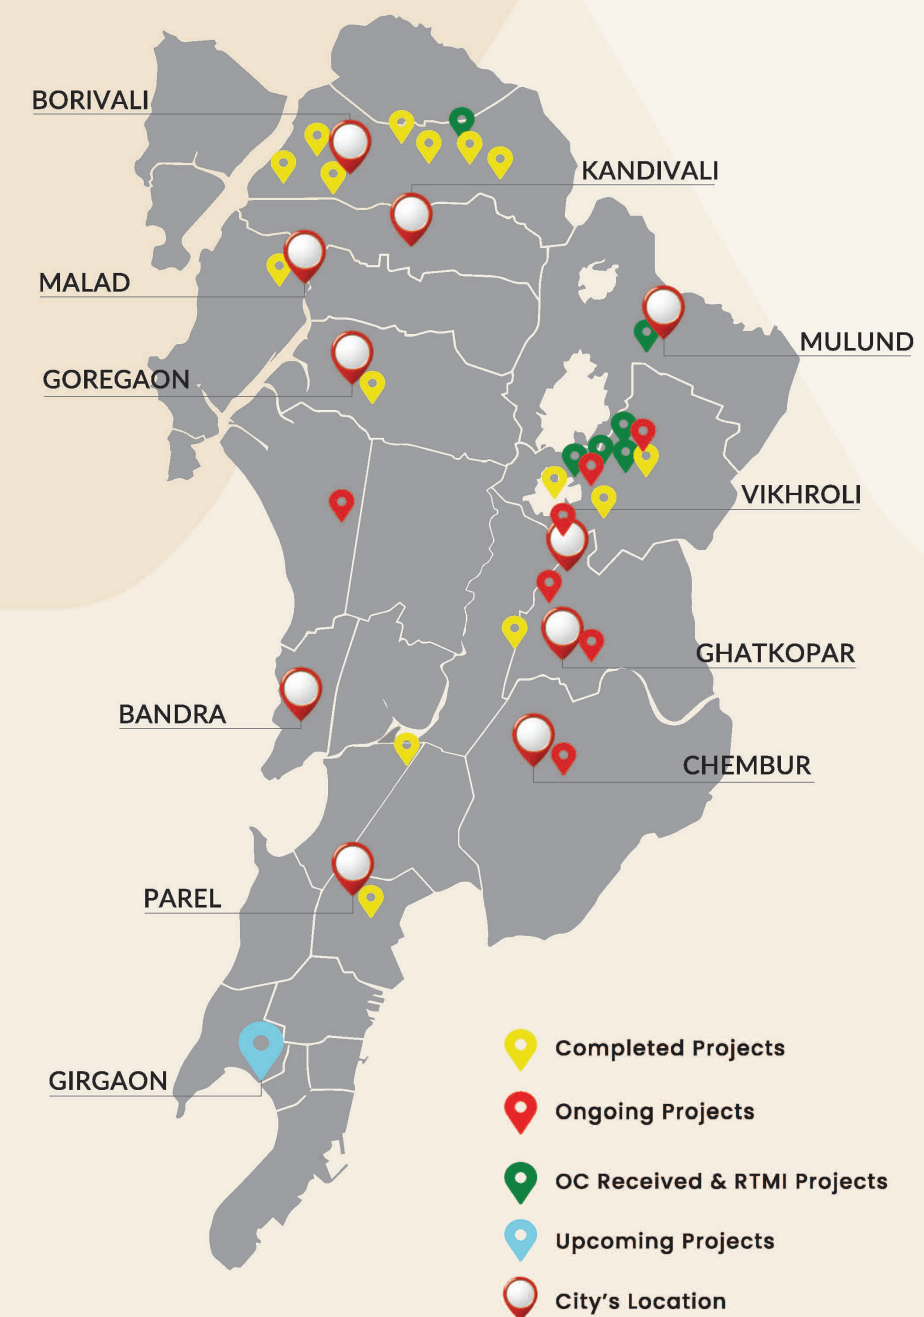 BORIVALI
KANDIVALI
MALAD
MULUND
GOREGAON
VIKHROLI
GHATKOPAR
BANDRA
CHEMBUR
PAREL
GIRGAON
Completed Projects
Ongoing Projects
OC Received & RTMI Projects
Upcoming Projects
City's Location